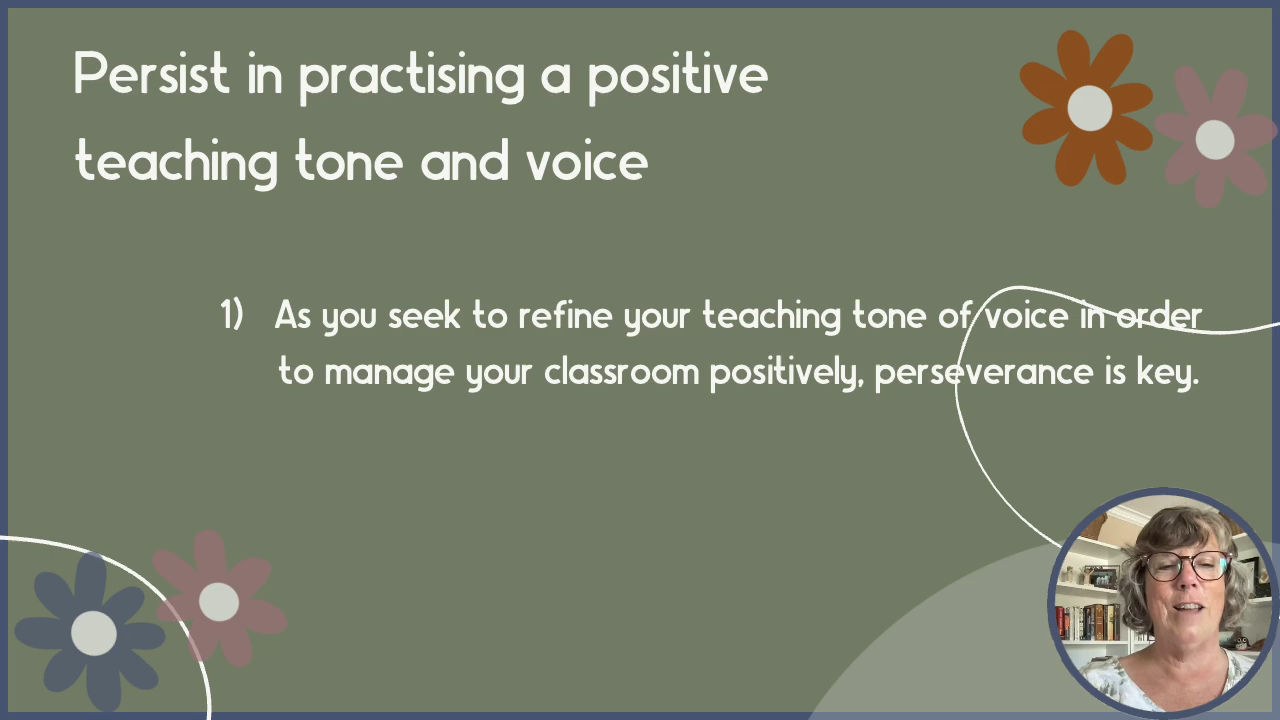 Persist in practising a positive
teaching tone and voice
1) As you seek to refine your teaching tone of voice in order
to manage your classroom positively, perseverance is key.